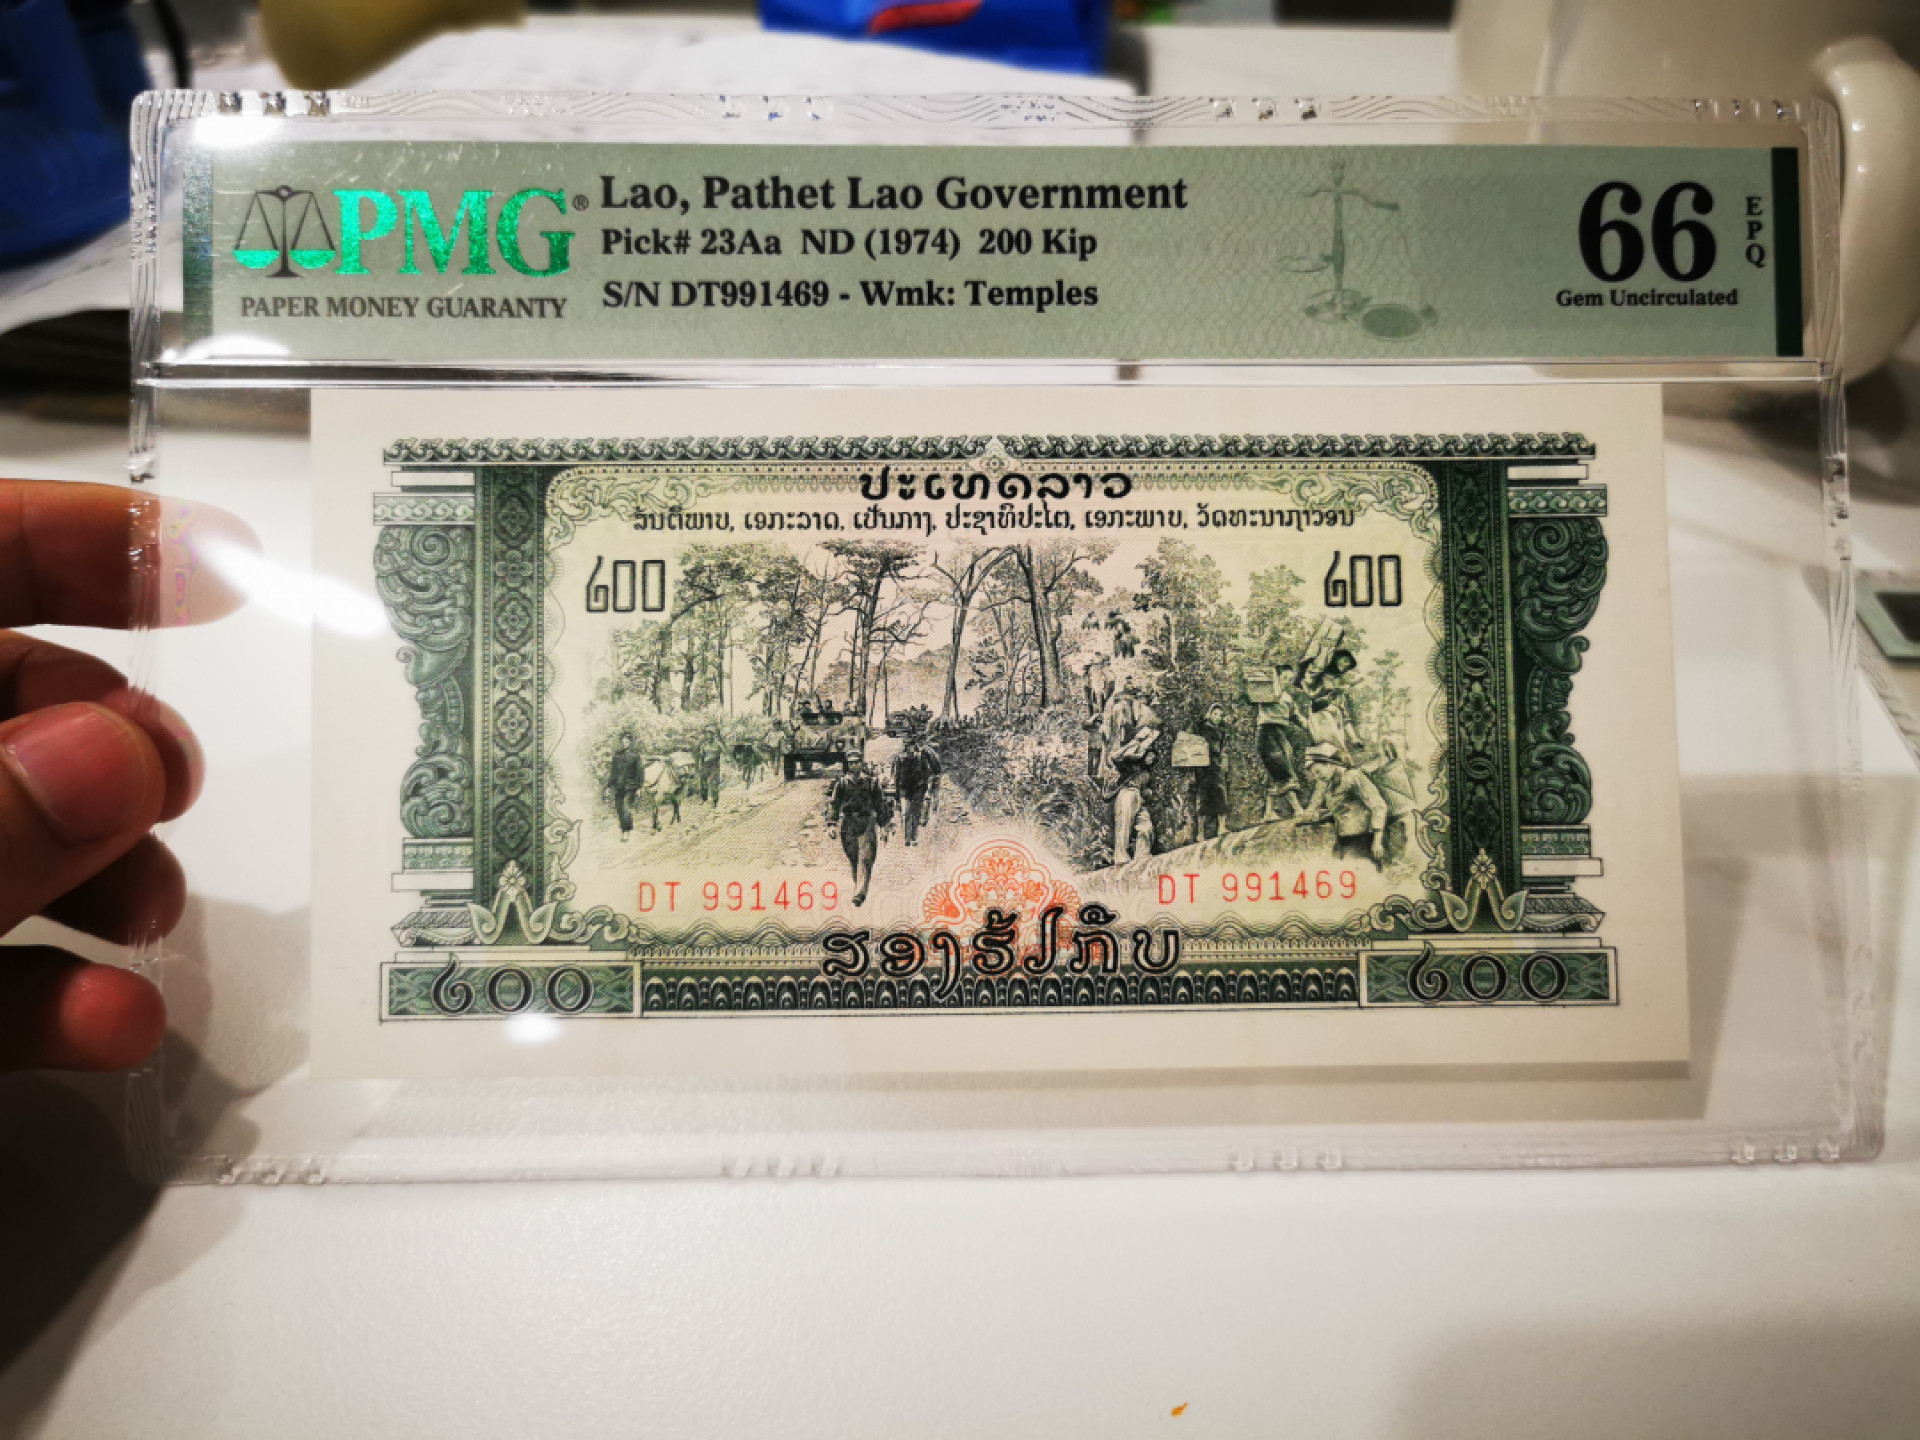 PMG® Lao, Pathet Lao Government
Pick# 23Aa ND (1974) 200 Kip
S/N DT991469 - Wmk: Temples
PAPER MONEY GUARANTY
66 EPQ
Gem Uncirculated
ປະເທດລາວ
ສັນຕິພາບ, ເອກະລາດ, ເປັນກາງ, ປະຊາທິປະໄຕ, ເອກະພາບ, ວັດທະນາຖາວອນ
໒໐໐ ໒໐໐
DT 991469 DT 991469
ສອງຮ້ອຍກີບ
໒໐໐ ໒໐໐